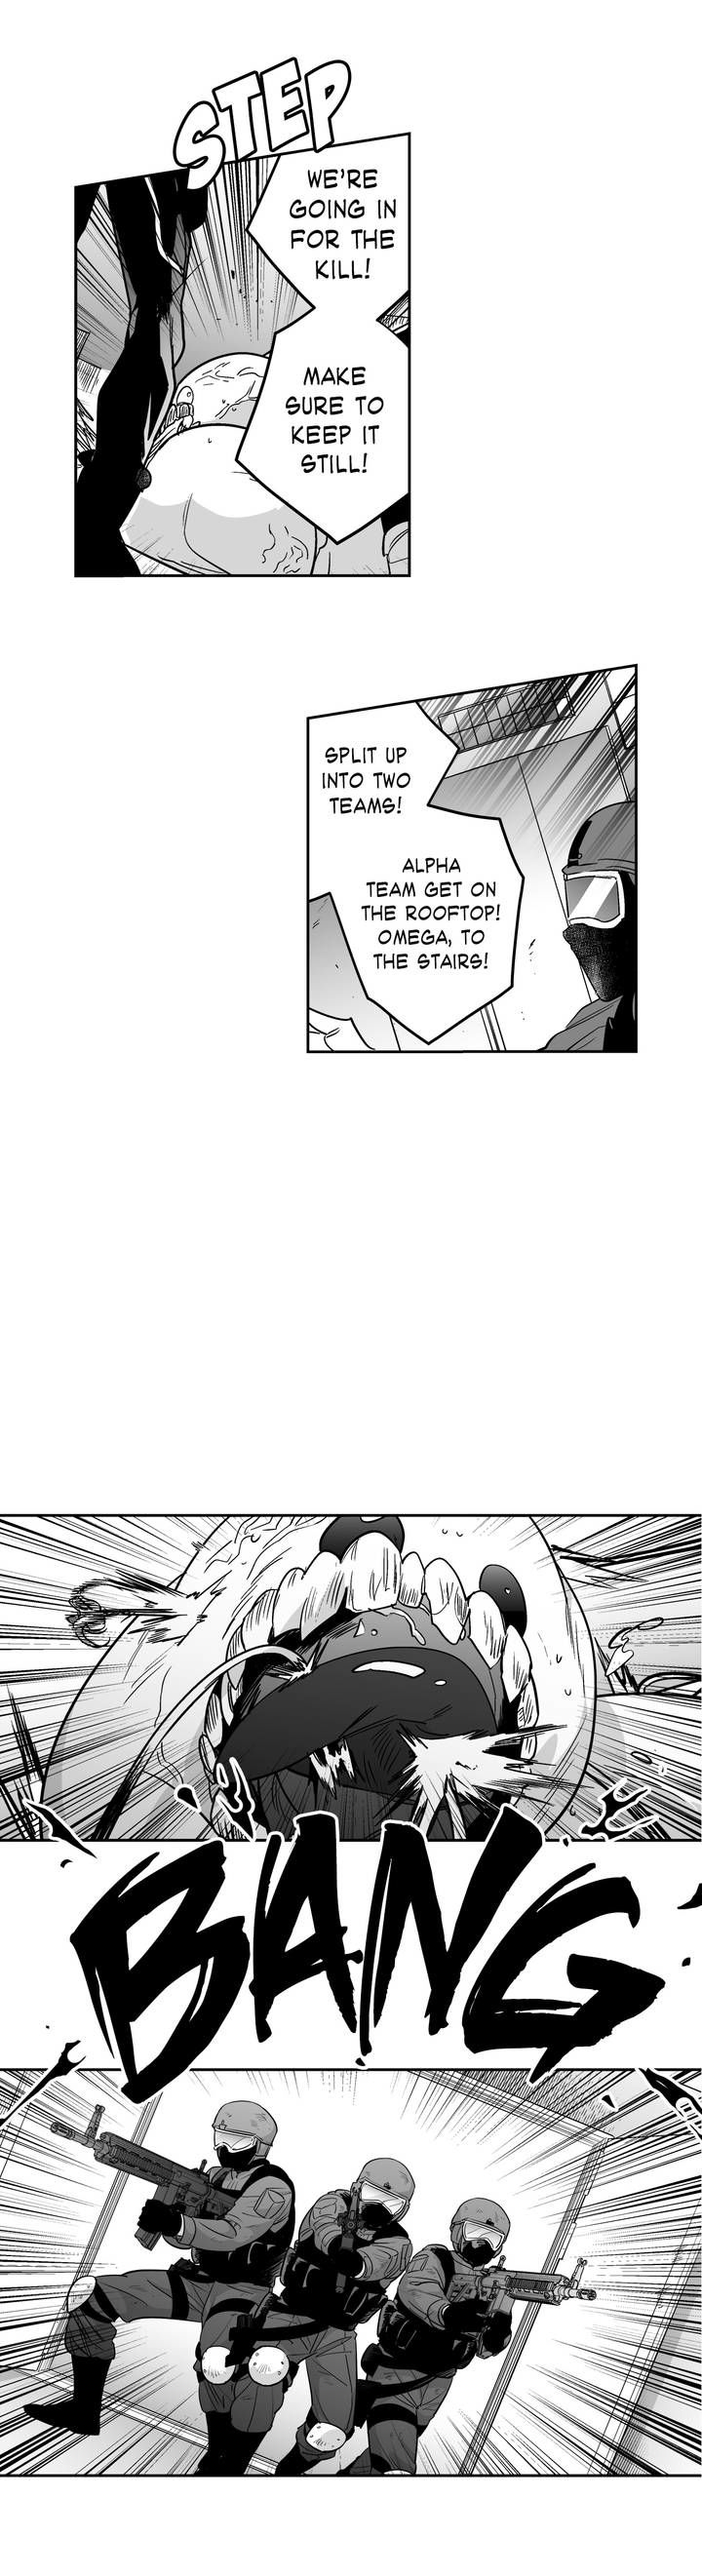 STEP
WE'RE
GOING IN
FOR THE
KILL!
MAKE
SURE TO
KEEP IT
STILL!
SPLIT UP
INTO TWO
TEAMS!
ALPHA
TEAM GET ON
THE ROOFTOP!
OMEGA, TO
THE STAIRS!
BANG